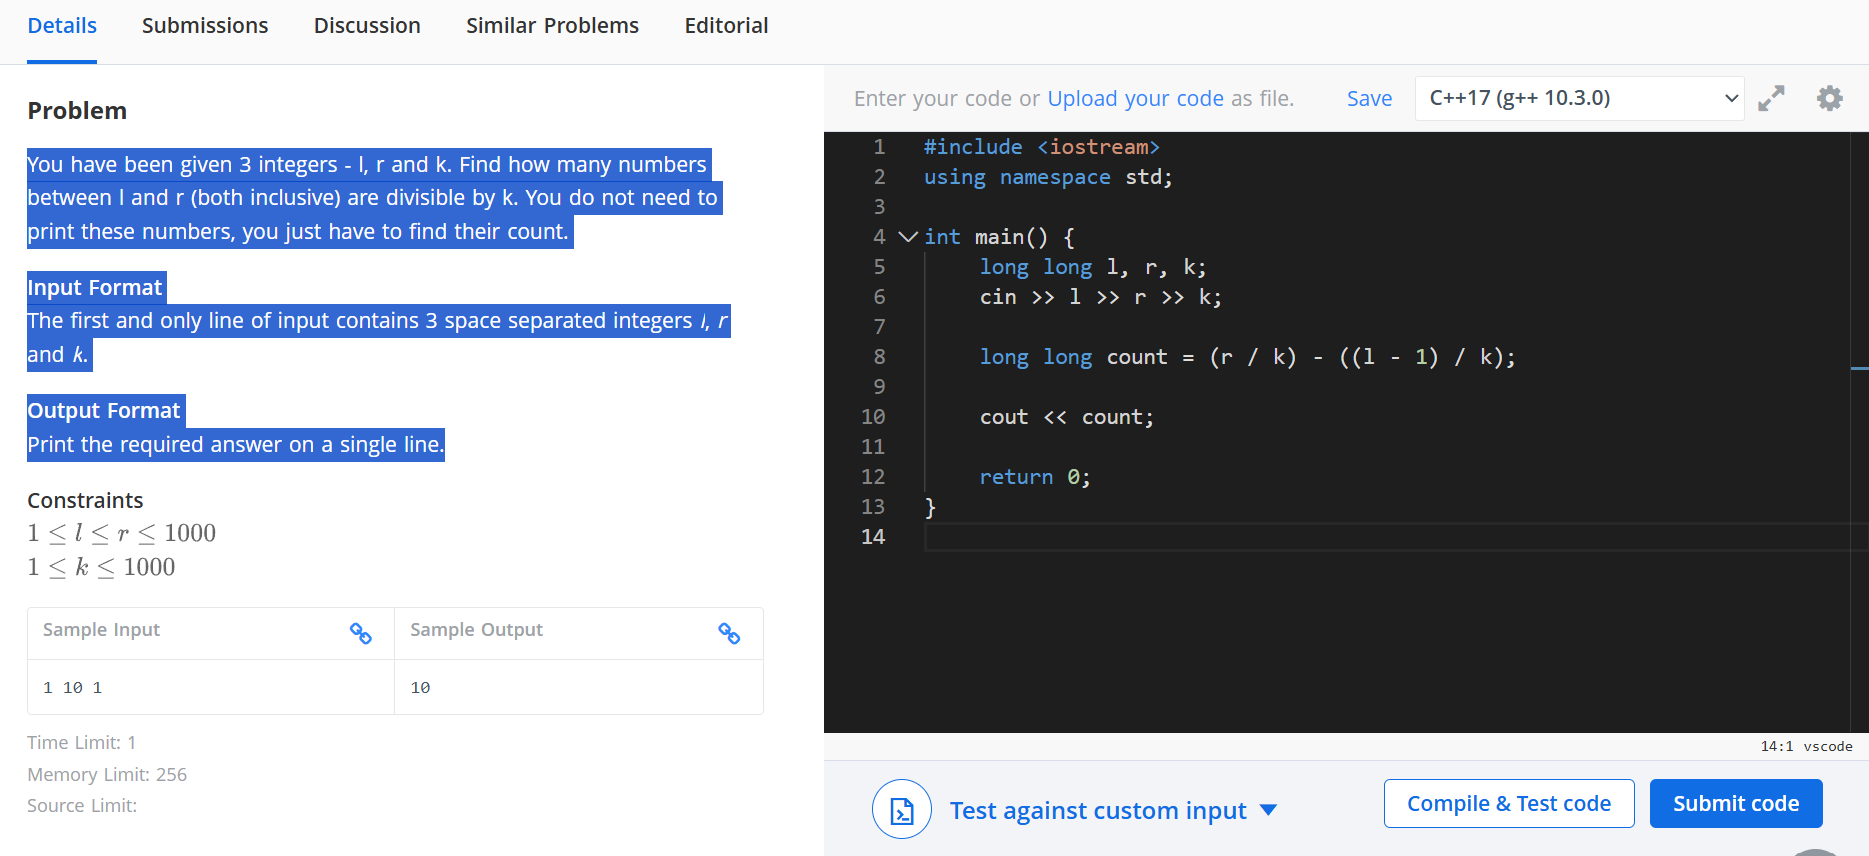 Details Submissions Discussion Similar Problems Editorial
Problem
You have been given 3 integers - l, r and k. Find how many numbers
between l and r (both inclusive) are divisible by k. You do not need to
print these numbers, you just have to find their count.
Input Format
The first and only line of input contains 3 space separated integers l, r
and k.
Output Format
Print the required answer on a single line.
Constraints
1 ≤ l ≤ r ≤ 1000
1 ≤ k ≤ 1000
Sample Input Sample Output
1 10 1 10
Time Limit: 1
Memory Limit: 256
Source Limit:
Enter your code or Upload your code as file. Save C++17 (g++ 10.3.0)
1 #include <iostream>
2 using namespace std;
3
4 int main() {
5 long long l, r, k;
6 cin >> l >> r >> k;
7
8 long long count = (r / k) - ((l - 1) / k);
9
10 cout << count;
11
12 return 0;
13 }
14
14:1 vscode
Test against custom input Compile & Test code Submit code